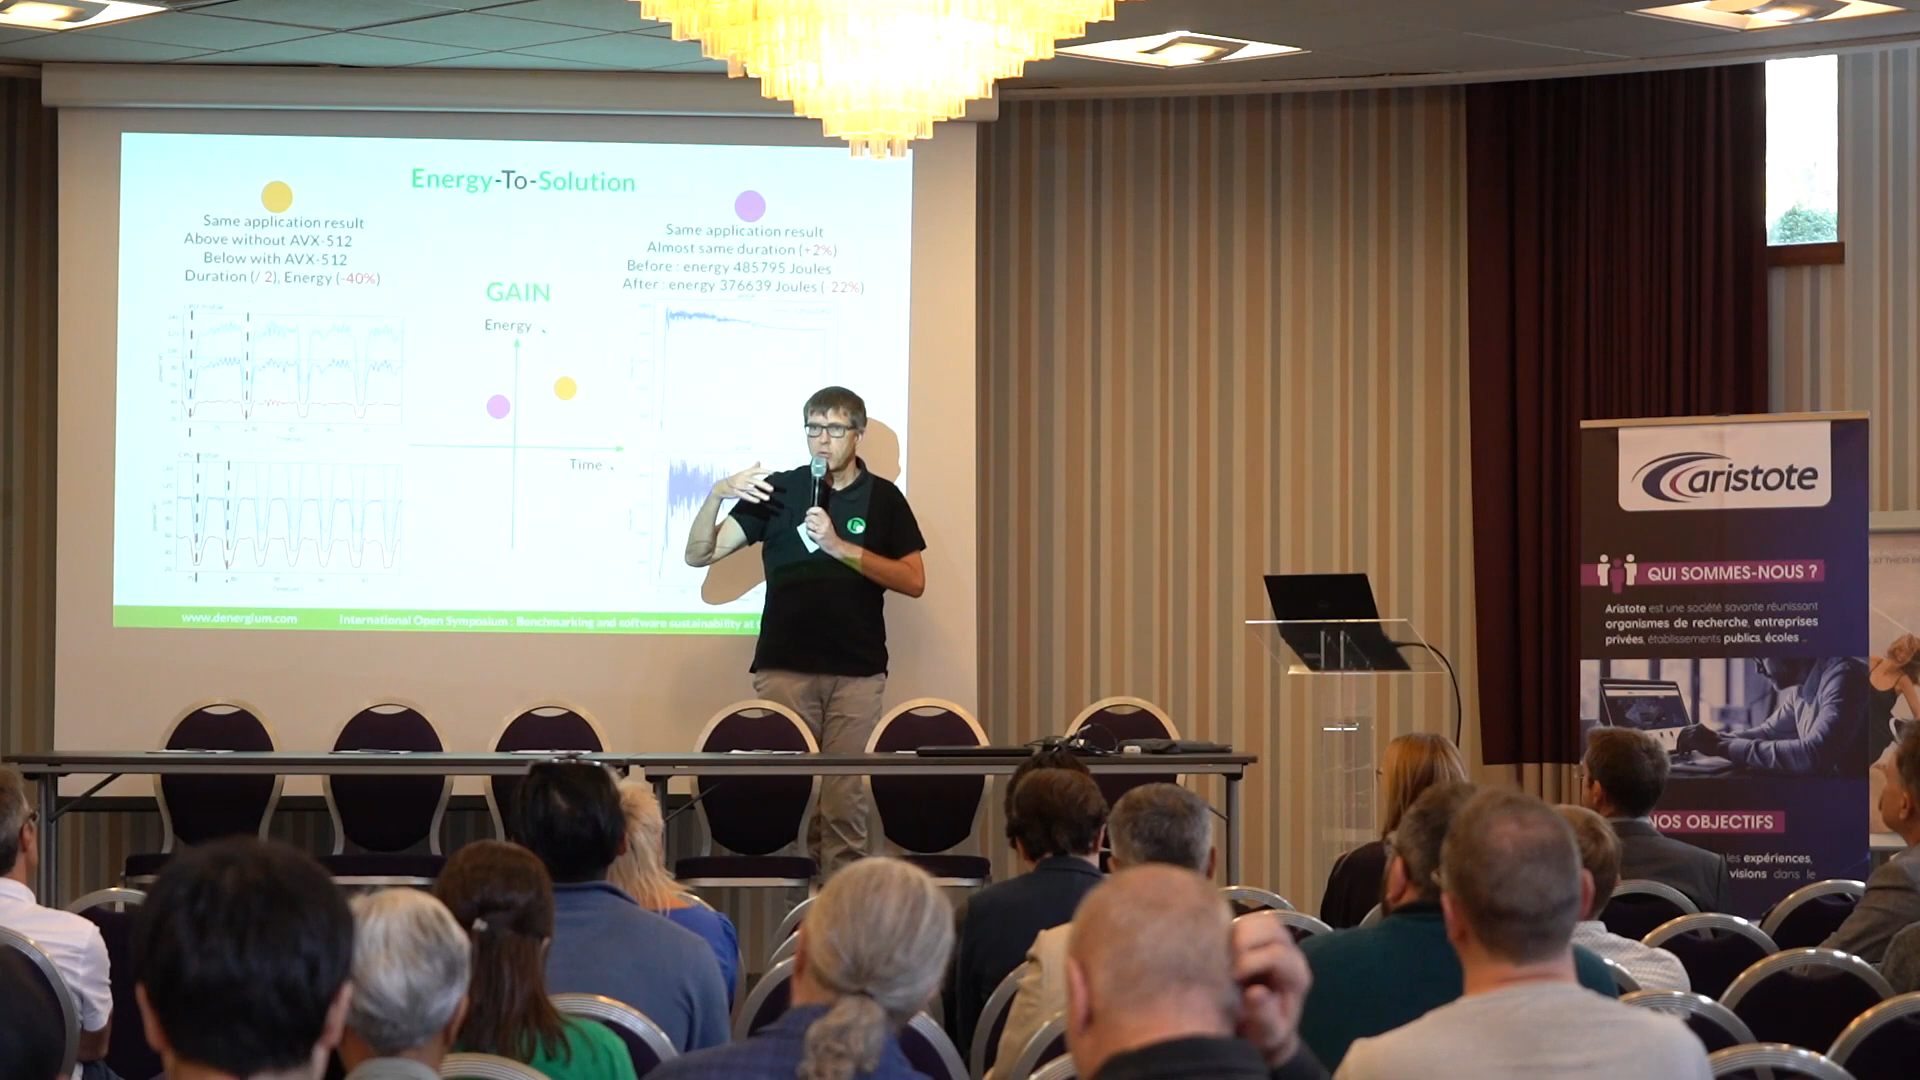 Energy-To-Solution
Same application result
Above without AVX-512
Below with AVX-512
Duration (/ 2), Energy (-40%)
Same application result
Almost same duration (+2%)
Before : energy 485795 Joules
After : energy 376639 Joules (-22%)
GAIN
Energy
Time
www.denergium.com
International Open Symposium : Benchmarking and software sustainability at
aristote
QUI SOMMES-NOUS ?
Aristote est une société savante réunissant
organismes de recherche, entreprises
privées, établissements publics, écoles ...
NOS OBJECTIFS
les expériences,
visions dans le